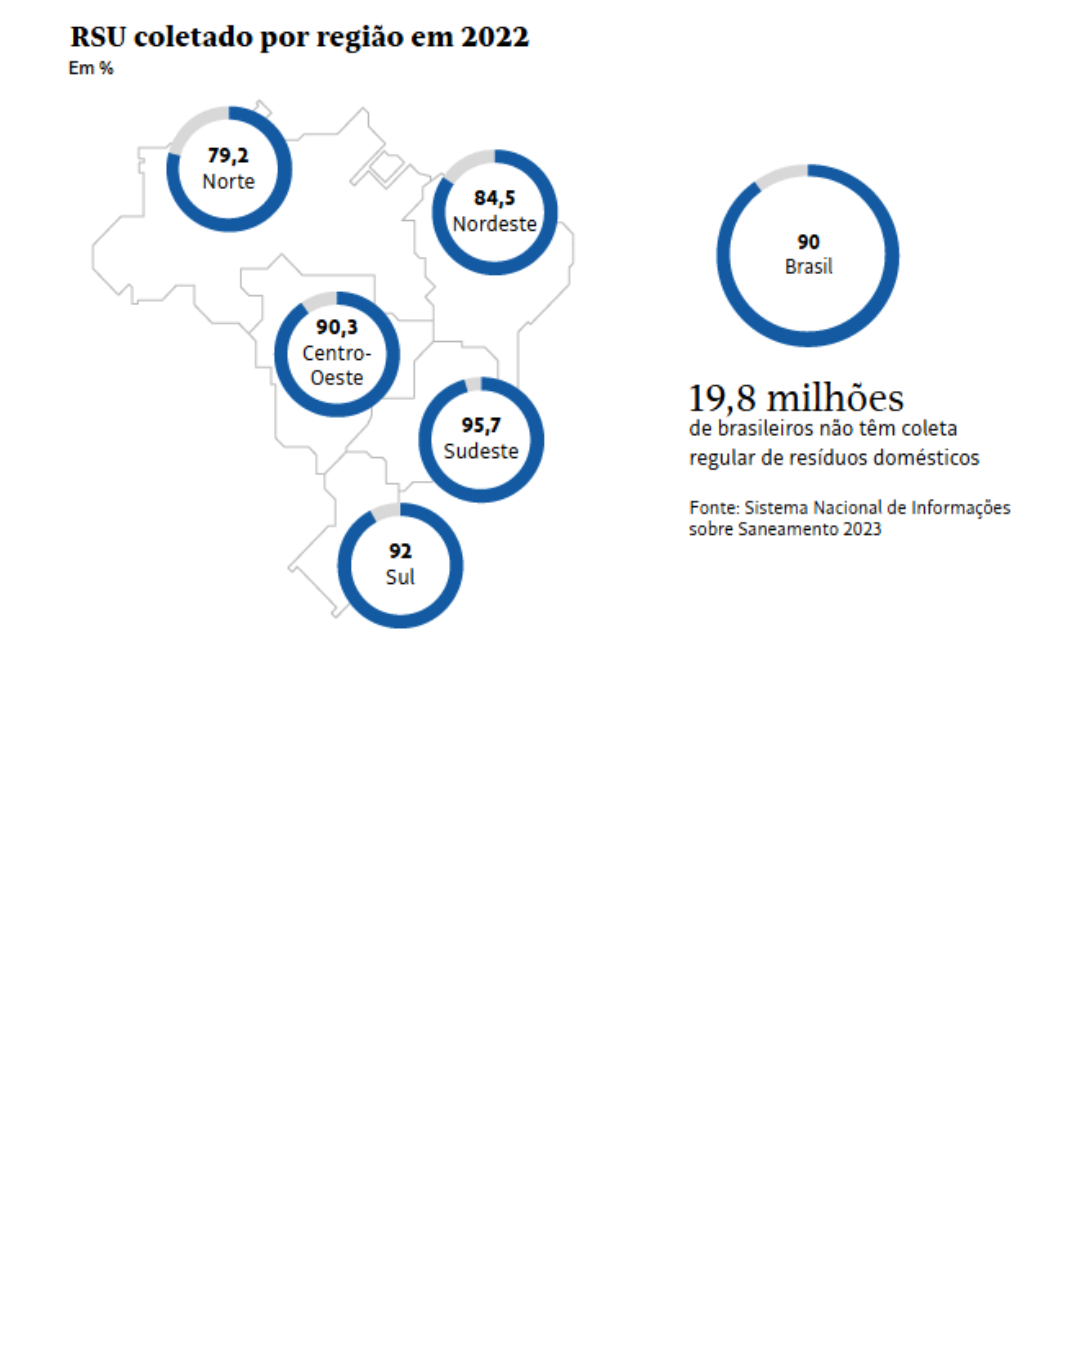 RSU coletado por região em 2022
Em %
79,2
Norte
84,5
Nordeste
90,3
Centro-
Oeste
95,7
Sudeste
92
Sul
90
Brasil
19,8 milhões
de brasileiros não têm coleta
regular de resíduos domésticos
Fonte: Sistema Nacional de Informações
sobre Saneamento 2023